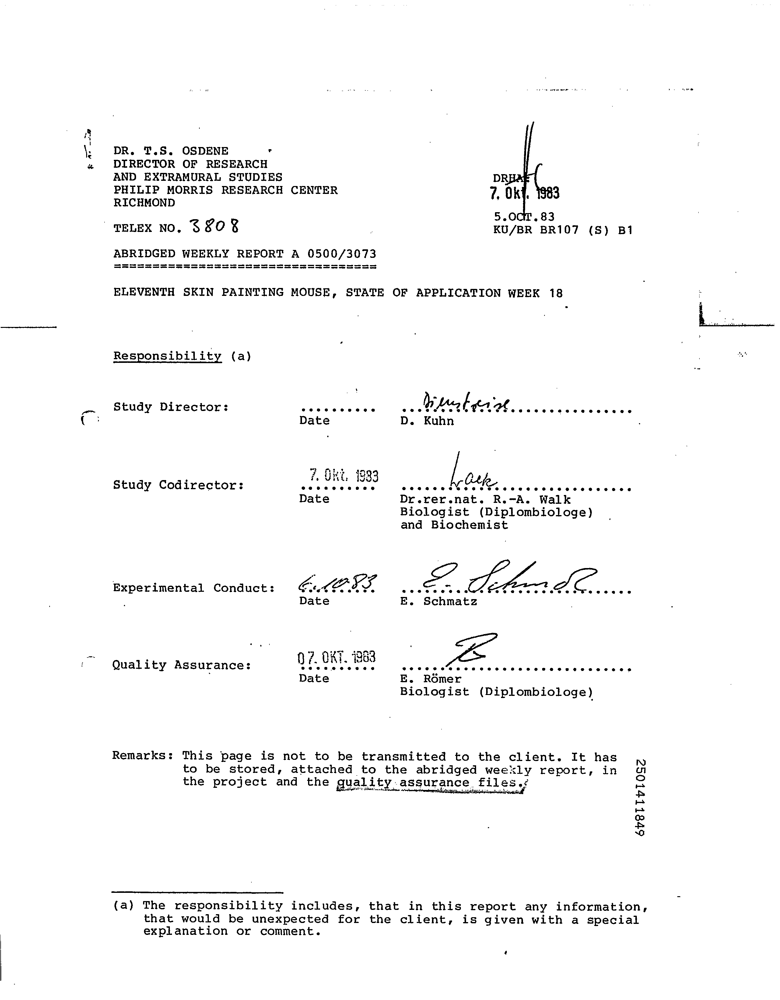 DR. T.S. OSDENE
DIRECTOR OF RESEARCH
AND EXTRAMURAL STUDIES
PHILIP MORRIS RESEARCH CENTER
RICHMOND
7. Okt. 1983
5.OCT.83
KU/BR BR107 (S) B1
TELEX NO. 3808
ABRIDGED WEEKLY REPORT A 0500/3073
==================================
ELEVENTH SKIN PAINTING MOUSE, STATE OF APPLICATION WEEK 18
Responsibility (a)
Study Director: .......... Dienstreise
Date D. Kuhn
7. Okt. 1983
Study Codirector: .......... Walk
Date Dr.rer.nat. R.-A. Walk
Biologist (Diplombiologe)
and Biochemist
Experimental Conduct: 6.10.83 E. Schmatz
Date E. Schmatz
07. OKT. 1983
Quality Assurance: .......... 
Date E. Römer
Biologist (Diplombiologe)
Remarks: This page is not to be transmitted to the client. It has
to be stored, attached to the abridged weekly report, in
the project and the quality assurance files.
2501411849
(a) The responsibility includes, that in this report any information,
that would be unexpected for the client, is given with a special
explanation or comment.